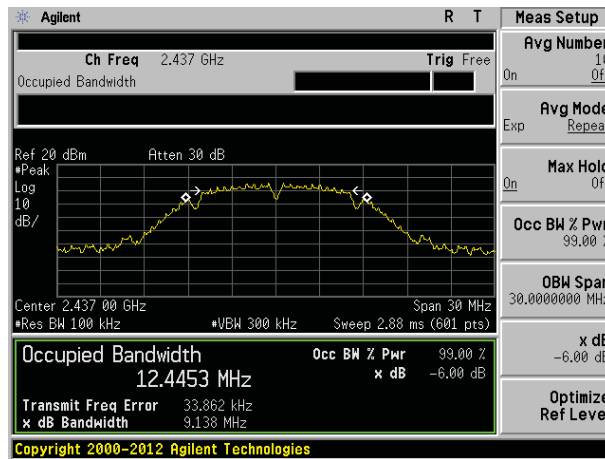 Agilent R T
Meas Setup
Ch Freq 2.437 GHz Trig Free
Occupied Bandwidth
Ref 20 dBm Atten 30 dB
#Peak
Log
10
dB/
Center 2.437 00 GHz Span 30 MHz
#Res BW 100 kHz #VBW 300 kHz Sweep 2.88 ms (601 pts)
Occupied Bandwidth Occ BW % Pwr 99.00 %
12.4453 MHz x dB -6.00 dB
Transmit Freq Error 33.862 kHz
x dB Bandwidth 9.138 MHz
Copyright 2000-2012 Agilent Technologies
Avg Number
10
On Off
Avg Mode
Exp Repeat
Max Hold
On Off
Occ BW % Pwr
99.00 %
OBW Span
30.0000000 MHz
x dB
-6.00 dB
Optimize
Ref Level